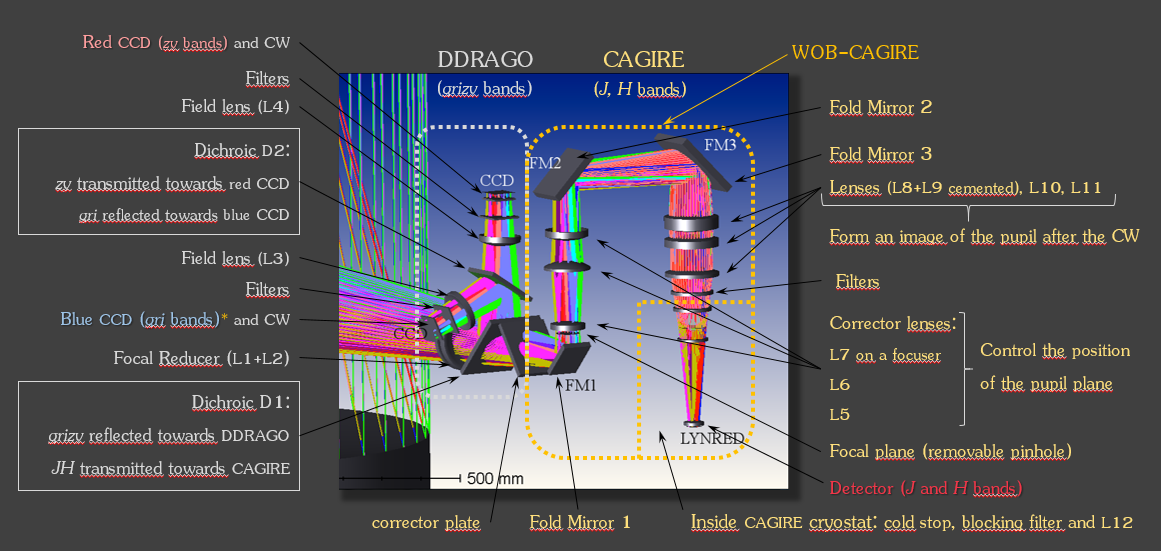 Red CCD (zy bands) and CW
Filters
Field lens (L4)
Dichroic D2:
zy transmitted towards red CCD
gri reflected towards blue CCD
Field lens (L3)
Filters
Blue CCD (gri bands)* and CW
Focal Reducer (L1+L2)
Dichroic D1:
grizy reflected towards DDRAGO
JH transmitted towards CAGIRE
DDRAGO
(grizy bands)
CAGIRE
(J, H bands)
WOB-CAGIRE
FM2
FM3
CCD
CCD
FM1
LYNRED
500 mm
corrector plate
Fold Mirror 1
Fold Mirror 2
Fold Mirror 3
Lenses (L8+L9 cemented), L10, L11
Form an image of the pupil after the CW
Filters
Corrector lenses:
L7 on a focuser
L6
L5
Control the position
of the pupil plane
Focal plane (removable pinhole)
Detector (J and H bands)
Inside CAGIRE cryostat: cold stop, blocking filter and L12